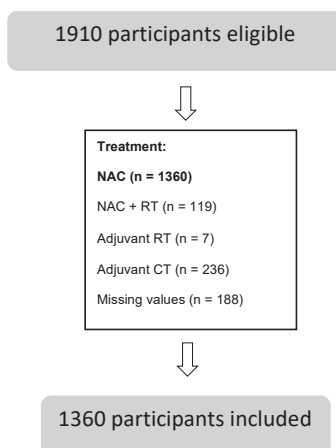 1910 participants eligible
Treatment:
NAC (n = 1360)
NAC + RT (n = 119)
Adjuvant RT (n = 7)
Adjuvant CT (n = 236)
Missing values (n = 188)
1360 participants included